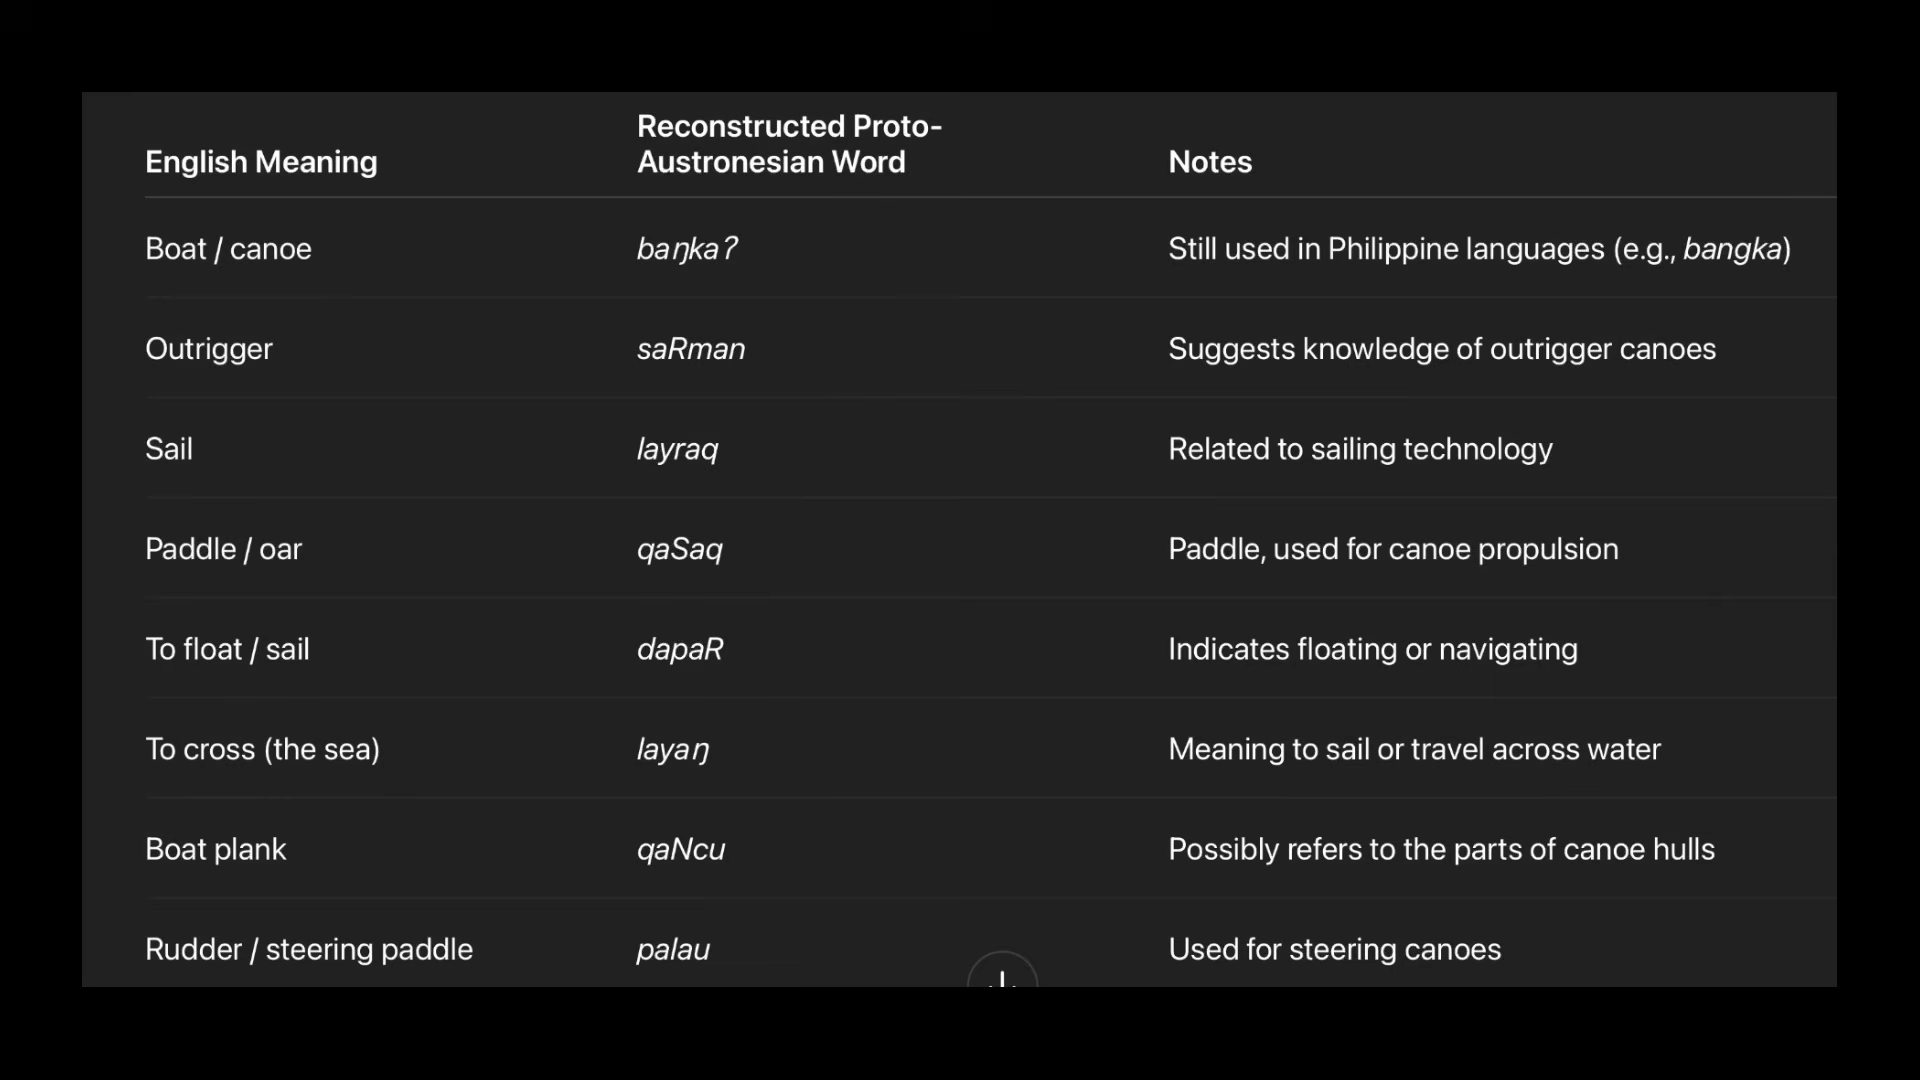 English Meaning
Reconstructed Proto-
Austronesian Word
Notes
Boat / canoe
baŋkaʔ
Still used in Philippine languages (e.g., bangka)
Outrigger
saRman
Suggests knowledge of outrigger canoes
Sail
layraq
Related to sailing technology
Paddle / oar
qaSaq
Paddle, used for canoe propulsion
To float / sail
dapaR
Indicates floating or navigating
To cross (the sea)
layaŋ
Meaning to sail or travel across water
Boat plank
qaNcu
Possibly refers to the parts of canoe hulls
Rudder / steering paddle
palau
Used for steering canoes